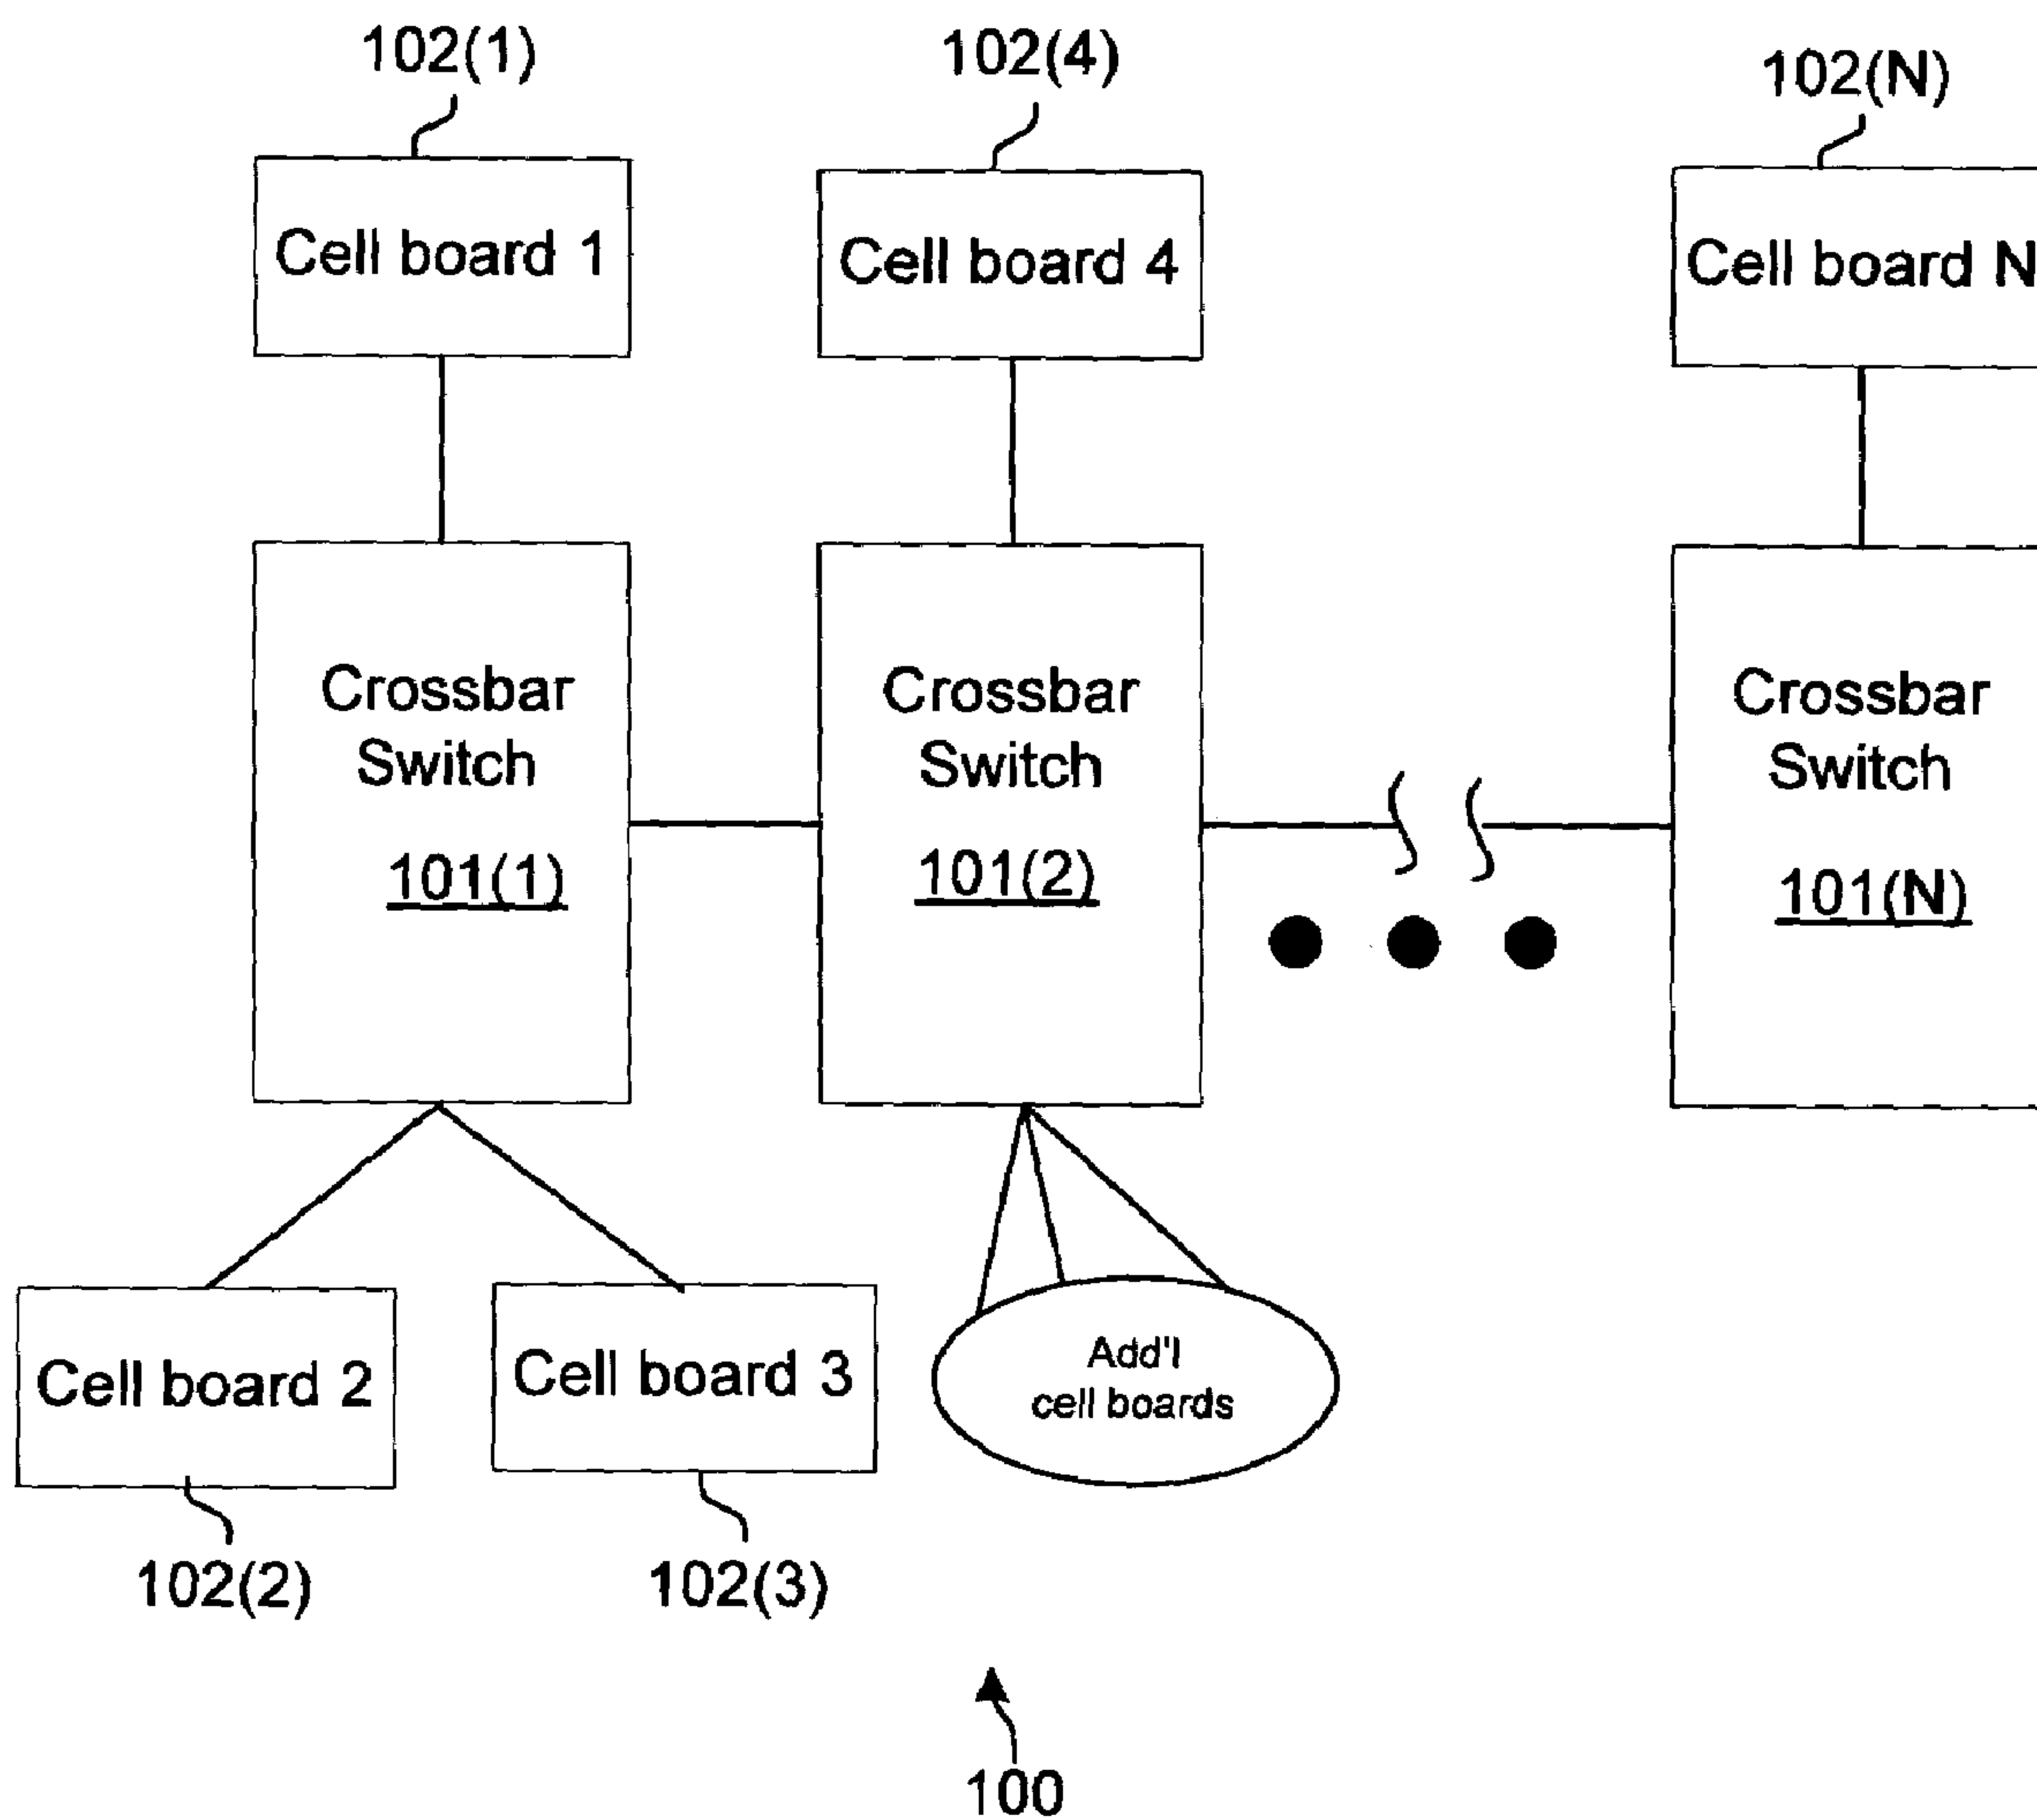 102(1)
102(4)
102(N)
Cell board 1
Cell board 4
Cell board N
Crossbar
Switch
101(1)
Crossbar
Switch
101(2)
Crossbar
Switch
101(N)
Cell board 2
Cell board 3
Add'l
cell boards
102(2)
102(3)
100